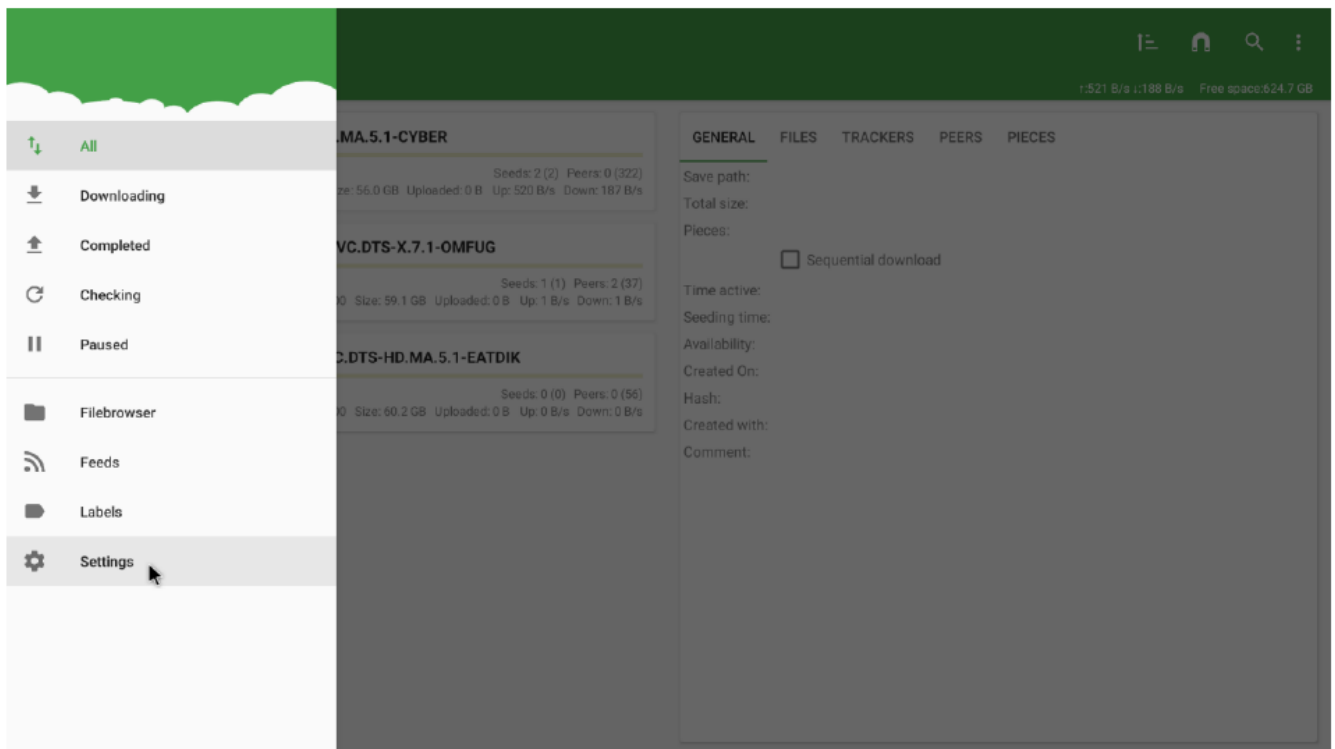 ↑:521 B/s ↓:188 B/s Free space:624.7 GB
All
Downloading
Completed
Checking
Paused
Filebrowser
Feeds
Labels
Settings
.MA.5.1-CYBER
Seeds: 2 (2) Peers: 0 (322)
ze: 56.0 GB Uploaded: 0 B Up: 520 B/s Down: 187 B/s
VC.DTS-X.7.1-OMFUG
Seeds: 1 (1) Peers: 2 (37)
00 Size: 59.1 GB Uploaded: 0 B Up: 1 B/s Down: 1 B/s
C.DTS-HD.MA.5.1-EATDIK
Seeds: 0 (0) Peers: 0 (56)
00 Size: 60.2 GB Uploaded: 0 B Up: 0 B/s Down: 0 B/s
GENERAL FILES TRACKERS PEERS PIECES
Save path:
Total size:
Pieces:
Sequential download
Time active:
Seeding time:
Availability:
Created On:
Hash:
Created with:
Comment: